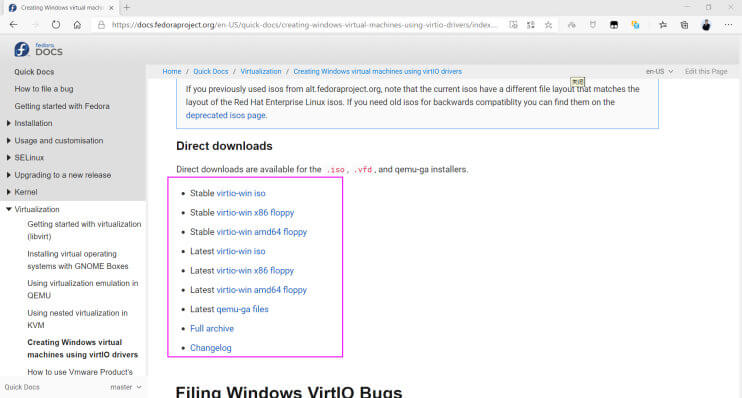 Creating Windows virtual machines
https://docs.fedoraproject.org/en-US/quick-docs/creating-windows-virtual-machines-using-virtio-drivers/index...
fedora
DOCS
Quick Docs
How to file a bug
Getting started with Fedora
Installation
Usage and customisation
SELinux
Upgrading to a new release
Kernel
Virtualization
Getting started with virtualization
(libvirt)
Installing virtual operating
systems with GNOME Boxes
Using virtualization emulation in
QEMU
Using nested virtualization in
KVM
Creating Windows virtual
machines using virtIO drivers
How to use Vmware Product's
Quick Docs
master
Home / Quick Docs / Virtualization / Creating Windows virtual machines using virtIO drivers
en-US
Edit this Page
If you previously used isos from alt.fedoraproject.org, note that the current isos have a different file layout that matches the
layout of the Red Hat Enterprise Linux isos. If you need old isos for backwards compatiblity you can find them on the
deprecated isos page.
Direct downloads
Direct downloads are available for the .iso, .vfd, and qemu-ga installers.
Stable virtio-win iso
Stable virtio-win x86 floppy
Stable virtio-win amd64 floppy
Latest virtio-win iso
Latest virtio-win x86 floppy
Latest virtio-win amd64 floppy
Latest qemu-ga files
Full archive
Changelog
Filing Windows VirtIO Bugs